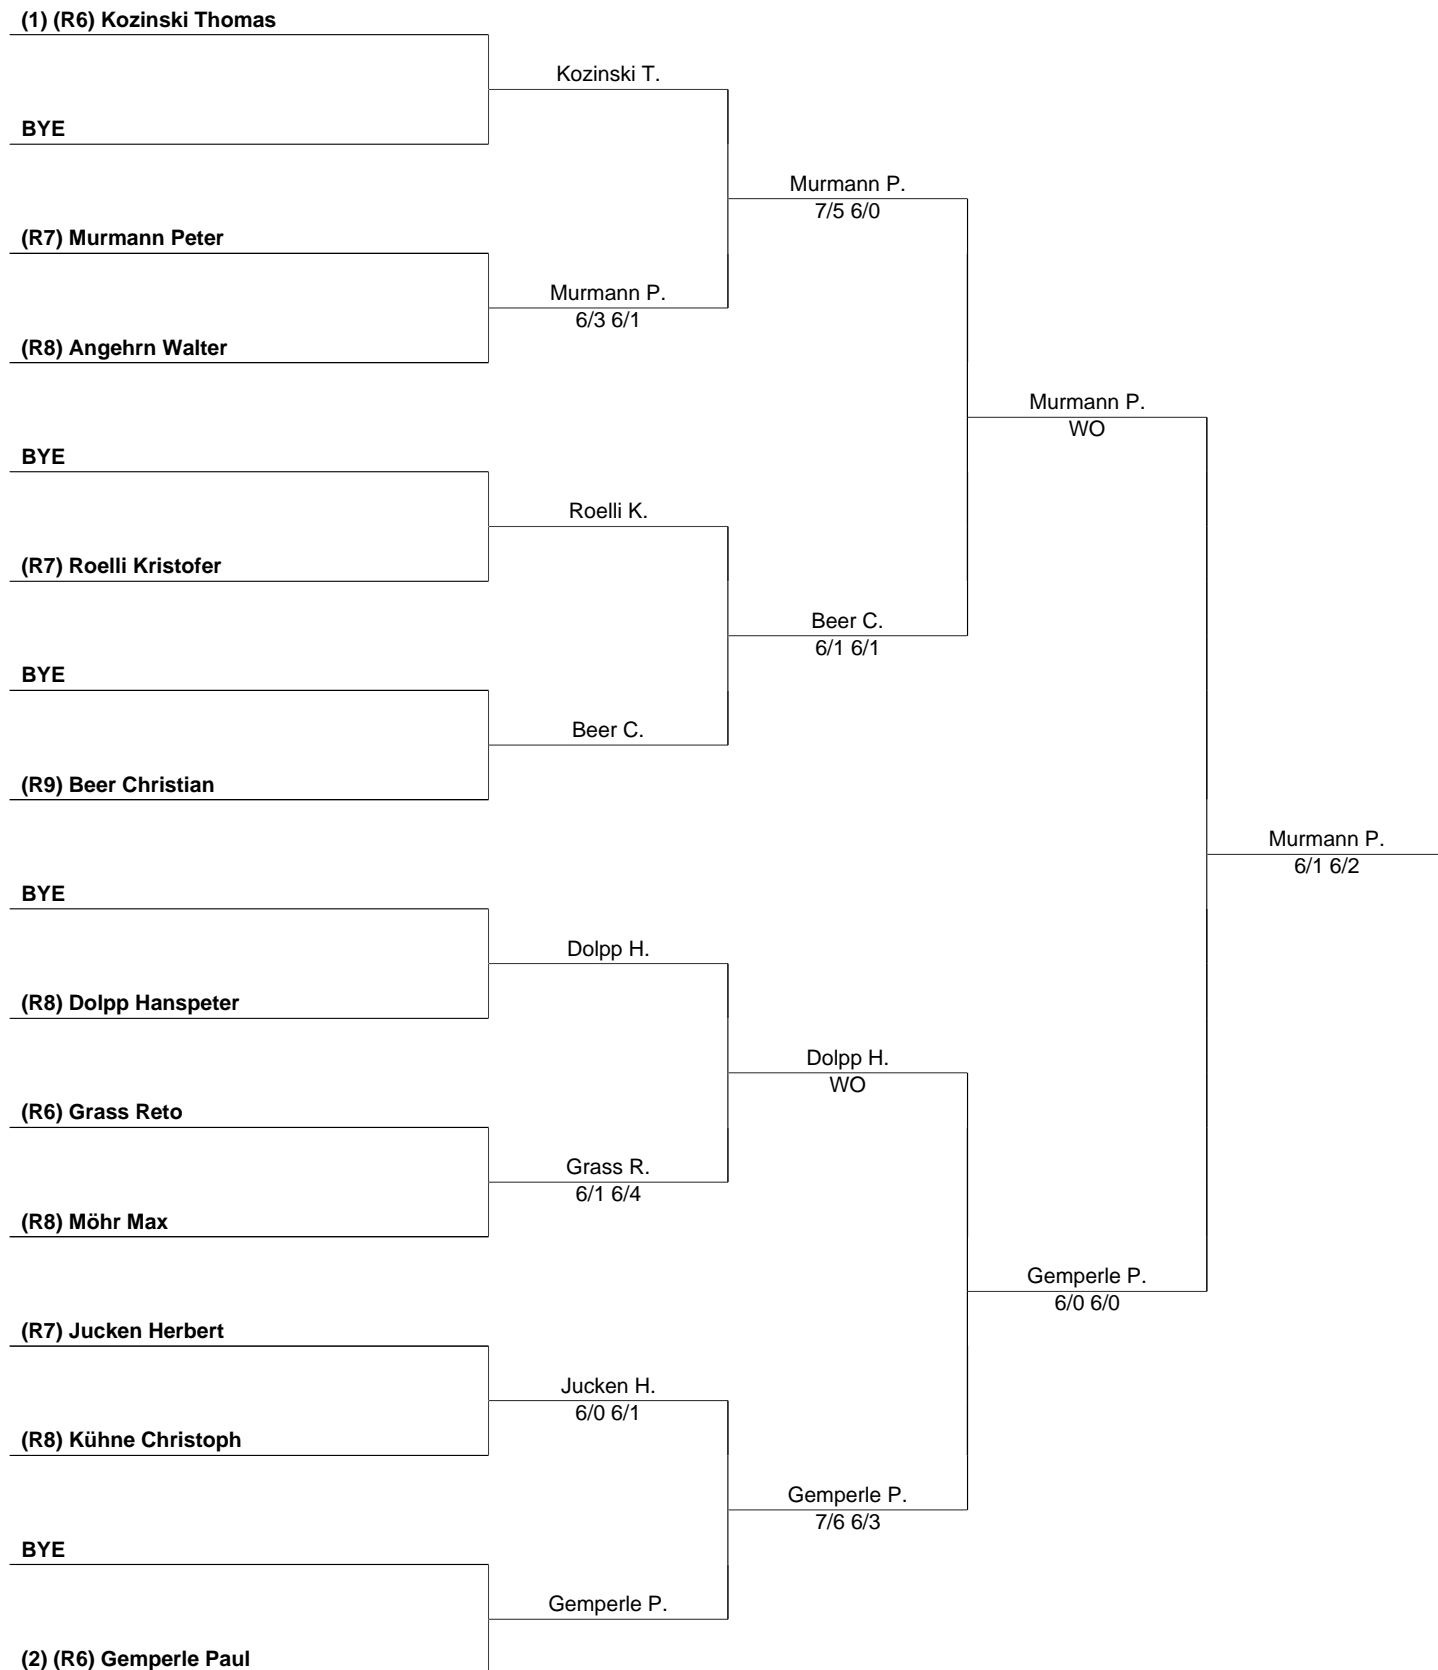 (1) (R6) Kozinski Thomas
Kozinski T.
BYE
Murmann P.
7/5 6/0
(R7) Murmann Peter
Murmann P.
6/3 6/1
(R8) Angehrn Walter
Murmann P.
WO
BYE
Roelli K.
(R7) Roelli Kristofer
Beer C.
6/1 6/1
BYE
Beer C.
(R9) Beer Christian
Murmann P.
6/1 6/2
BYE
Dolpp H.
(R8) Dolpp Hanspeter
Dolpp H.
WO
(R6) Grass Reto
Grass R.
6/1 6/4
(R8) Möhr Max
Gemperle P.
6/0 6/0
(R7) Jucken Herbert
Jucken H.
6/0 6/1
(R8) Kühne Christoph
Gemperle P.
7/6 6/3
BYE
Gemperle P.
(2) (R6) Gemperle Paul